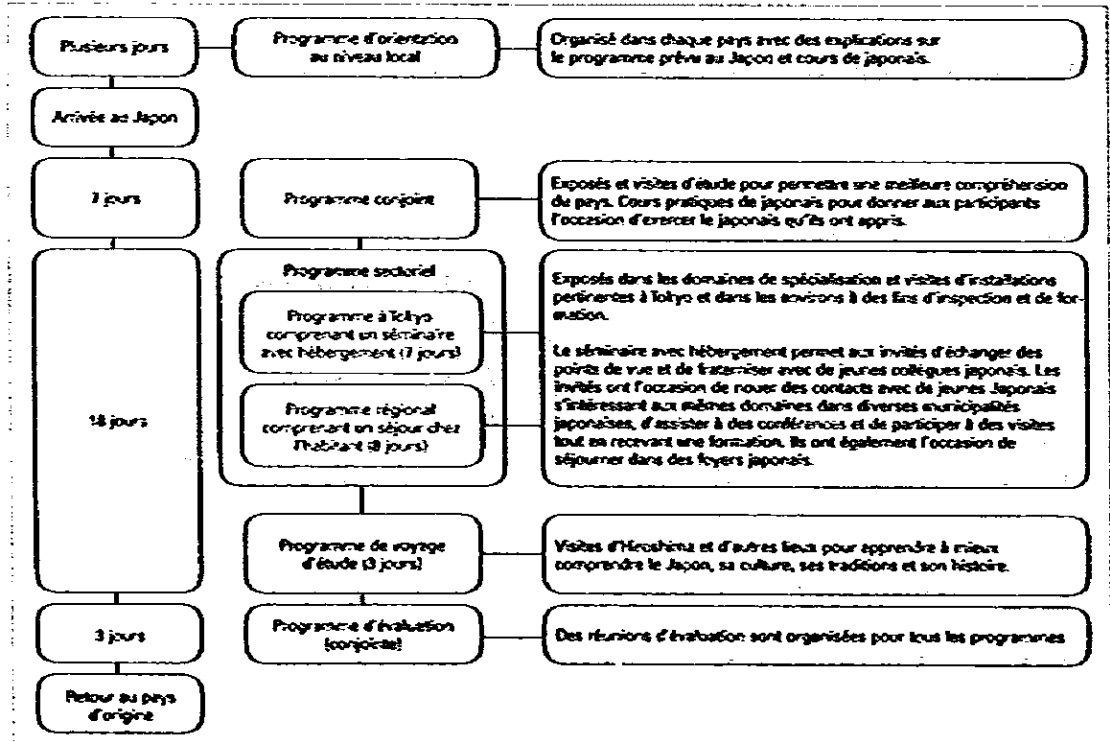 Plusieurs jours
Programme d'orientation
au niveau local
Organisé dans chaque pays avec des explications sur
le programme prévu au Japon et cours de japonais.
Arrivée au Japon
7 jours
Programme conjoint
Exposés et visites d'étude pour permettre une meilleure compréhension
du pays. Cours pratiques de japonais pour donner aux participants
l'occasion d'exercer le japonais qu'ils ont appris.
18 jours
Programme sectoriel
Programme à Tokyo
comprenant un séminaire
avec hébergement (7 jours)
Programme régional
comprenant un séjour chez
l'habitant (8 jours)
Exposés dans les domaines de spécialisation et visites d'installations
pertinentes à Tokyo et dans les environs à des fins d'inspection et de for-
mation.
Le séminaire avec hébergement permet aux invités d'échanger des
points de vue et de fraterniser avec de jeunes collègues japonais. Les
invités ont l'occasion de nouer des contacts avec de jeunes Japonais
s'intéressant aux mêmes domaines dans diverses municipalités
japonaises, d'assister à des conférences et de participer à des visites
tout en recevant une formation. Ils ont également l'occasion de
séjourner dans des foyers japonais.
Programme de voyage
d'étude (3 jours)
Visites d'Hiroshima et d'autres lieux pour apprendre à mieux
comprendre le Japon, sa culture, ses traditions et son histoire.
3 jours
Programme d'évaluation
(conjointe)
Des réunions d'évaluation sont organisées pour tous les programmes
Retour au pays
d'origine